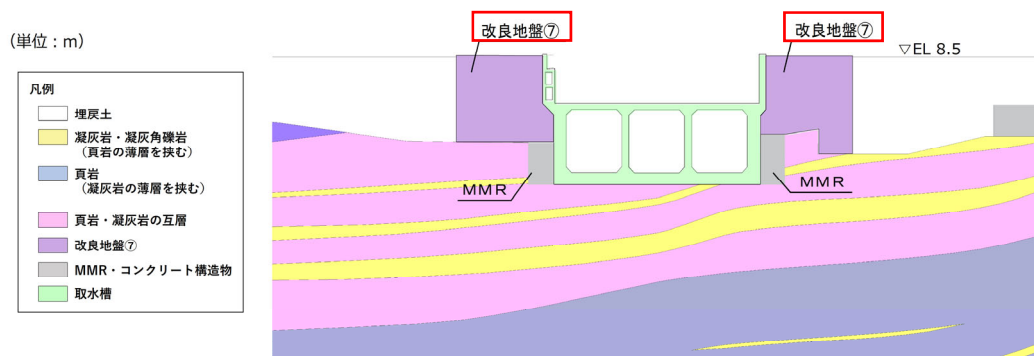 (単位：m)
改良地盤⑦
改良地盤⑦
▽EL 8.5
凡例
埋戻土
凝灰岩・凝灰角礫岩
（頁岩の薄層を挟む）
頁岩
（凝灰岩の薄層を挟む）
頁岩・凝灰岩の互層
改良地盤⑦
MMR・コンクリート構造物
取水槽
MMR
MMR